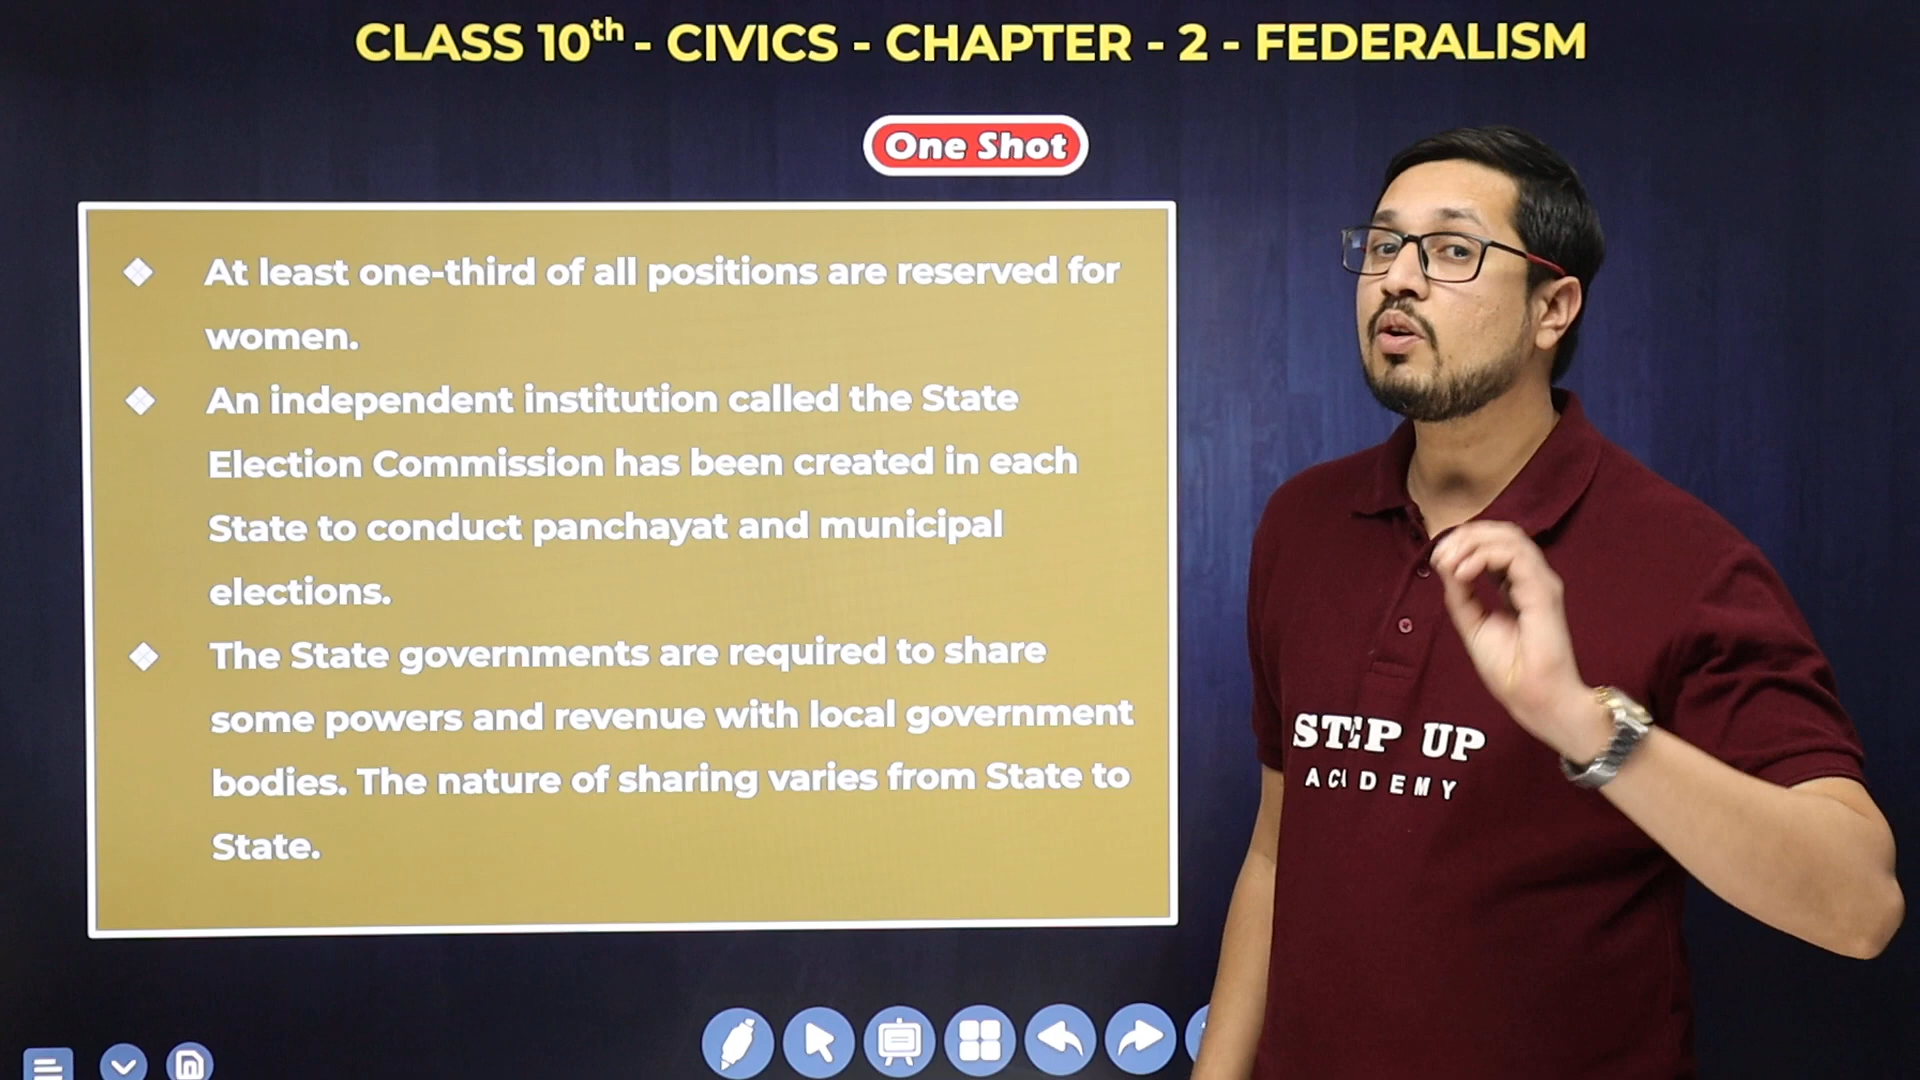 CLASS 10th - CIVICS - CHAPTER - 2 - FEDERALISM
One Shot
At least one-third of all positions are reserved for
women.
An independent institution called the State
Election Commission has been created in each
State to conduct panchayat and municipal
elections.
The State governments are required to share
some powers and revenue with local government
bodies. The nature of sharing varies from State to
State.
STEP UP
ACADEMY